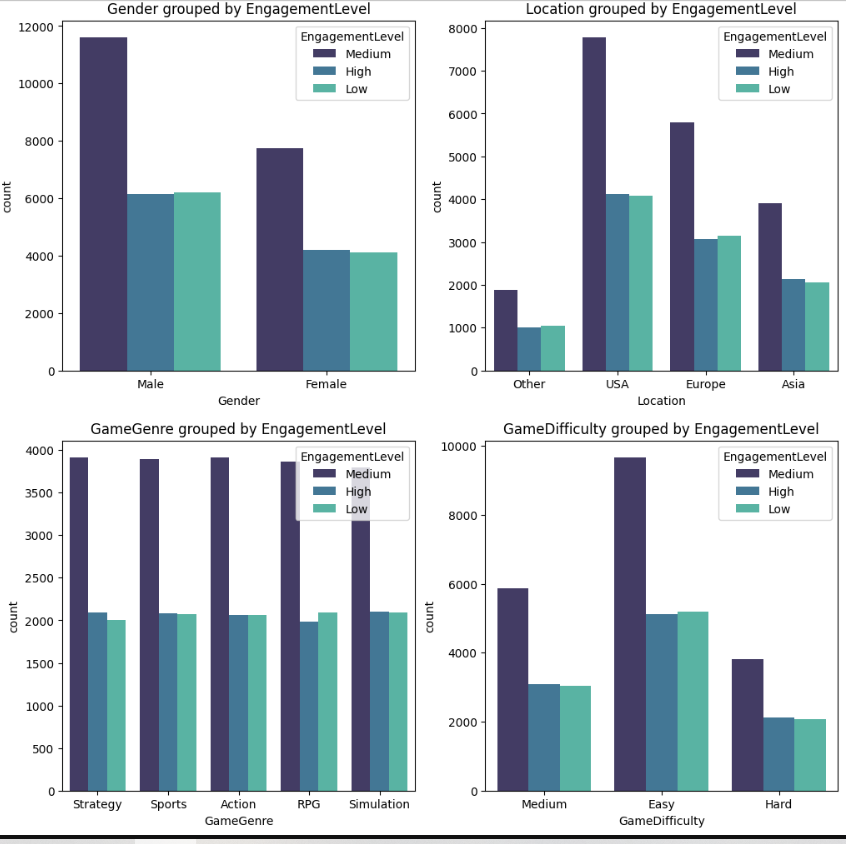 Gender grouped by EngagementLevel
12000
10000
8000
6000
4000
2000
0
count
EngagementLevel
Medium
High
Low
Male Female
Gender
Location grouped by EngagementLevel
8000
7000
6000
5000
4000
3000
2000
1000
0
count
EngagementLevel
Medium
High
Low
Other USA Europe Asia
Location
GameGenre grouped by EngagementLevel
4000
3500
3000
2500
2000
1500
1000
500
0
count
EngagementLevel
Medium
High
Low
Strategy Sports Action RPG Simulation
GameGenre
GameDifficulty grouped by EngagementLevel
10000
8000
6000
4000
2000
0
count
EngagementLevel
Medium
High
Low
Medium Easy Hard
GameDifficulty